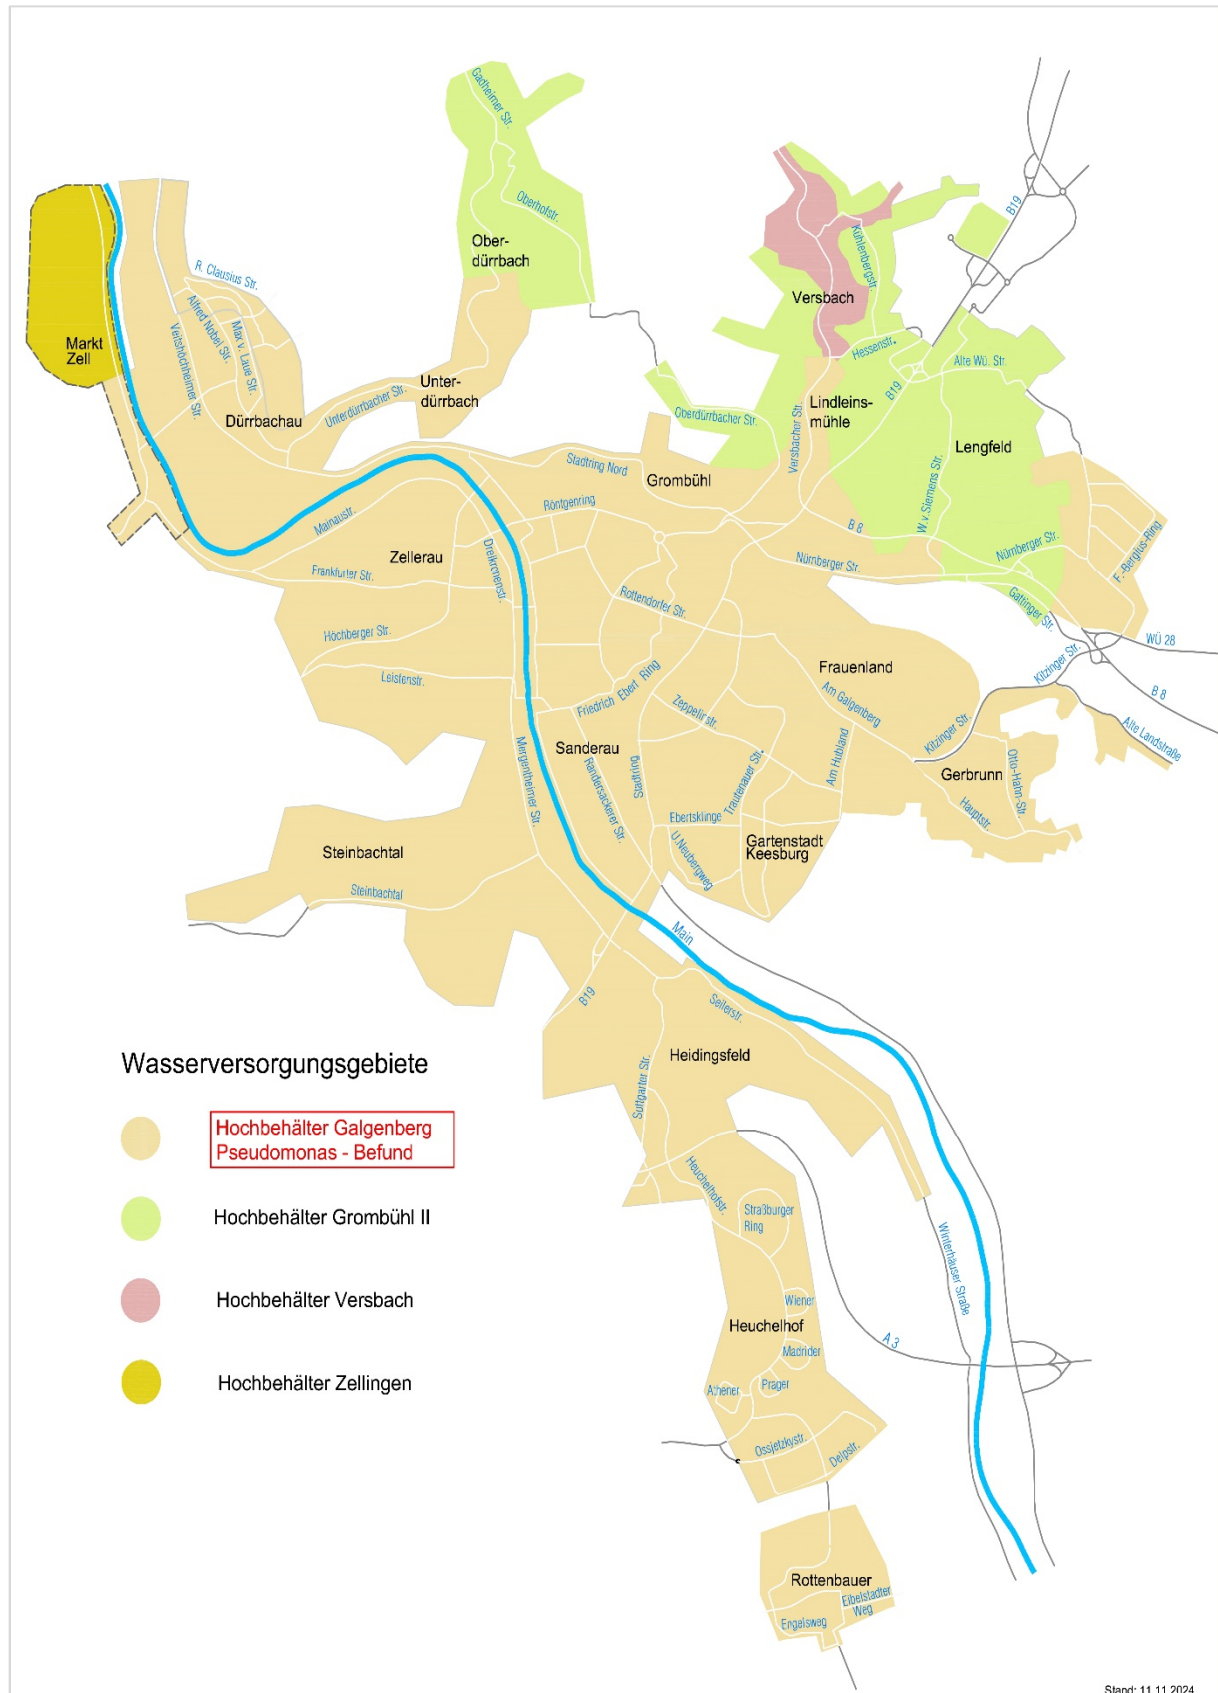 Gadheimer Str.
Oberhofstr.
Ober-
dürrbach
B19
Kühlenbergstr.
Versbach
R. Clausius Str.
Alfred Nobel Str.
Max v. Laue Str.
Veitshöchheimer Str.
Markt
Zell
Hessenstr.
Alte Wü. Str.
B19
Unter-
dürrbach
Unterdürrbacher Str.
Dürrbachau
Oberdürrbacher Str.
Versbacher Str.
Lindleins-
mühle
Lengfeld
Stadtring Nord
Grombühl
W.v.Siemens Str.
Röntgenring
Mainaustr.
B 8
Nürnberger Str.
Nürnberger Str.
F.-Bergius-Ring
Zellerau
Dreikronenstr.
Frankfurter Str.
Rottendorfer Str.
Gattinger Str.
Höchberger Str.
WÜ 28
Kitzinger Str.
Frauenland
Leistenstr.
Friedrich Ebert Ring
Zeppelinstr.
Am Galgenberg
B 8
Alte Landstraße
Kitzinger Str.
Sanderau
Mergentheimer Str.
Randersackerer Str.
Stadtring
Trautenauer Str.
Am Hubland
Gerbrunn
Otto-Hahn-Str.
Hauptstr.
Ebertsklinge
U.Neubergweg
Gartenstadt
Keesburg
Steinbachtal
Steinbachtal
Main
B19
Seilerstr.
Heidingsfeld
Suttgarter Str.
Wasserversorgungsgebiete
Hochbehälter Galgenberg
Pseudomonas - Befund
Heuchelhofstr.
Straßburger
Ring
Hochbehälter Grombühl II
Winterhäuser Straße
Hochbehälter Versbach
Wiener
Heuchelhof
A 3
Madrider
Hochbehälter Zellingen
Athener
Prager
Ossjetzkystr.
Delpstr.
Rottenbauer
Eibelstadter
Weg
Engelsweg
Stand: 11.11.2024